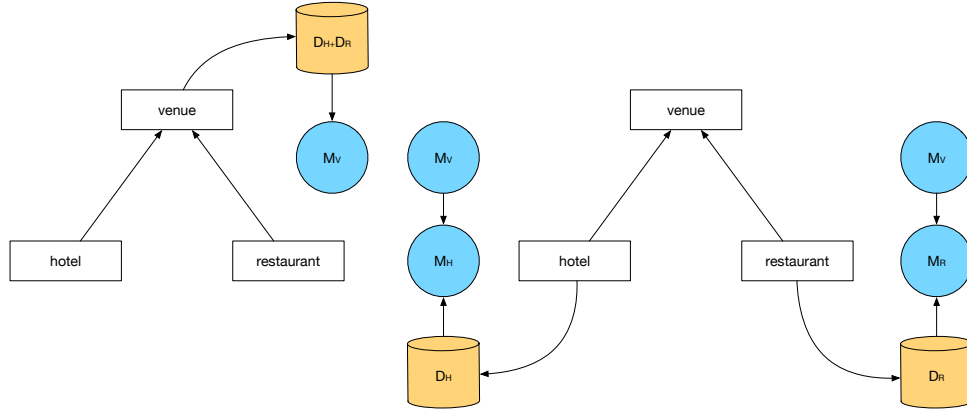 DH+DR
venue
MV
hotel
restaurant
MV
MH
DH
venue
hotel
restaurant
MV
MR
DR